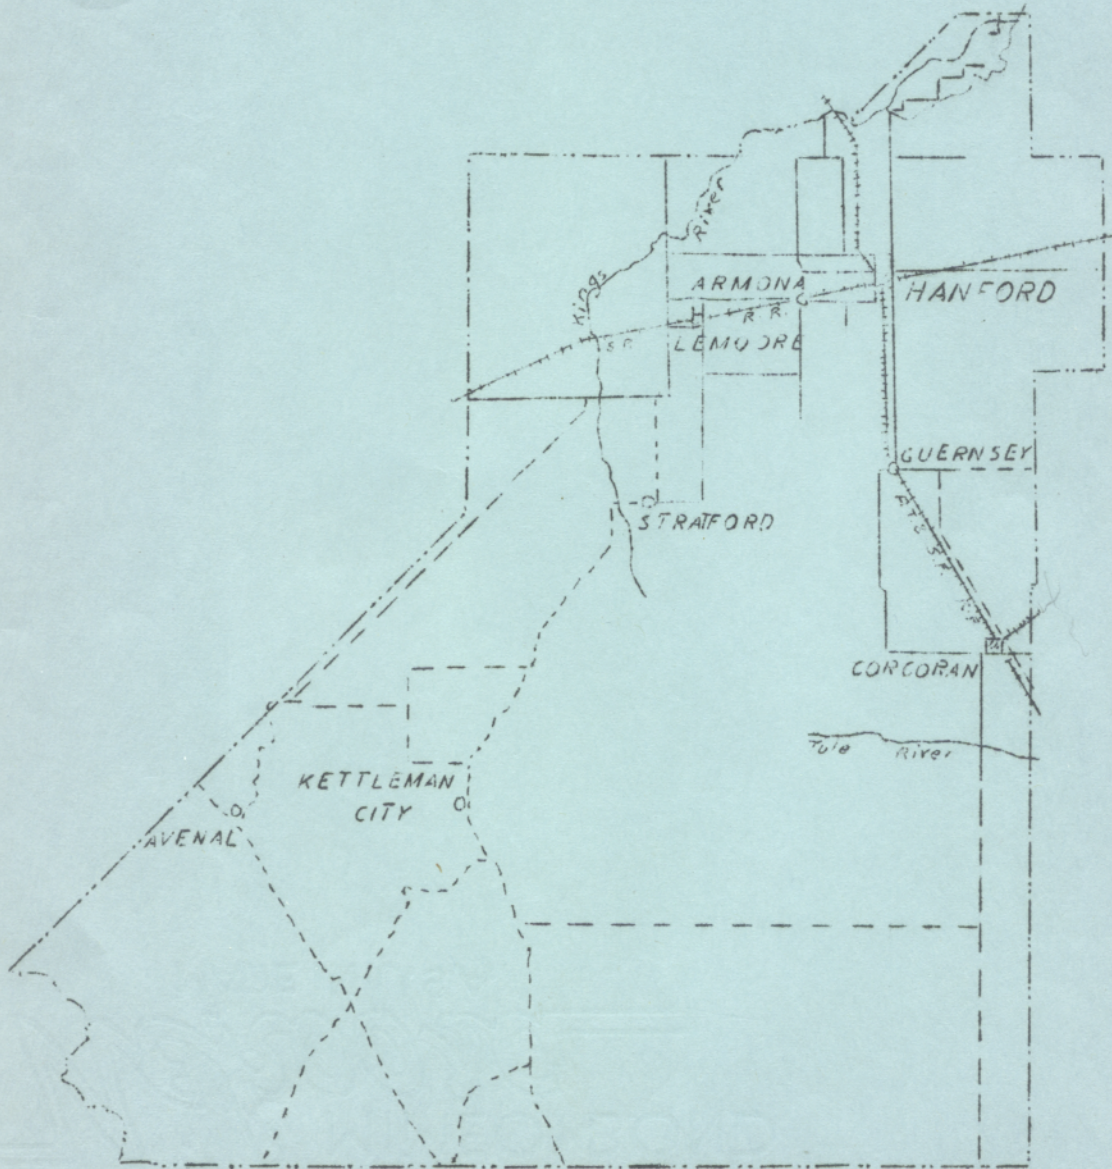 Kings
River
ARMONA
HANFORD
S.P.
R. R.
LEMOORE
GUERNSEY
STRATFORD
CORCORAN
Tule River
KETTLEMAN
CITY
AVENAL